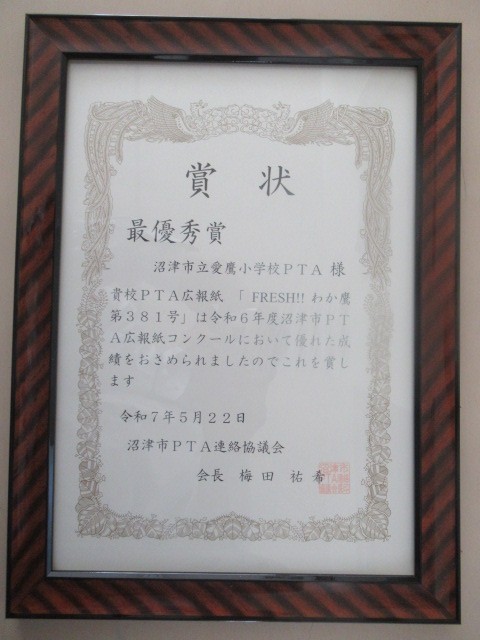 賞状
最優秀賞
沼津市立愛鷹小学校PTA 様
貴校PTA広報紙 「 FRESH!! わか鷹
第381号」は令和6年度沼津市PT
A広報紙コンクールにおいて優れた成
績をおさめられましたのでこれを賞し
ます
令和7年5月22日
沼津市PTA連絡協議会
会長 梅田 祐希